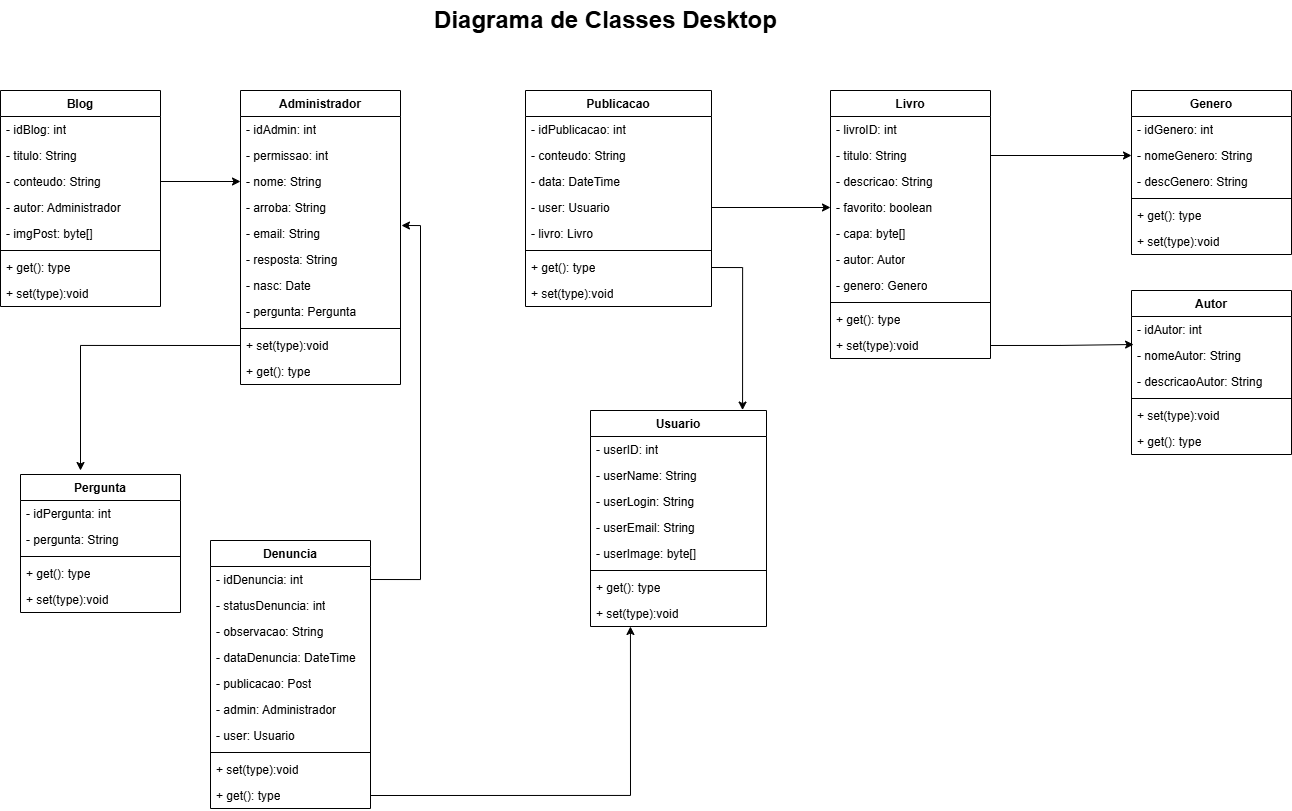 Diagrama de Classes Desktop
Blog
- idBlog: int
- titulo: String
- conteudo: String
- autor: Administrador
- imgPost: byte[]
+ get(): type
+ set(type):void
Administrador
- idAdmin: int
- permissao: int
- nome: String
- arroba: String
- email: String
- resposta: String
- nasc: Date
- pergunta: Pergunta
+ set(type):void
+ get(): type
Publicacao
- idPublicacao: int
- conteudo: String
- data: DateTime
- user: Usuario
- livro: Livro
+ get(): type
+ set(type):void
Livro
- livroID: int
- titulo: String
- descricao: String
- favorito: boolean
- capa: byte[]
- autor: Autor
- genero: Genero
+ get(): type
+ set(type):void
Genero
- idGenero: int
- nomeGenero: String
- descGenero: String
+ get(): type
+ set(type):void
Autor
- idAutor: int
- nomeAutor: String
- descricaoAutor: String
+ set(type):void
+ get(): type
Pergunta
- idPergunta: int
- pergunta: String
+ get(): type
+ set(type):void
Denuncia
- idDenuncia: int
- statusDenuncia: int
- observacao: String
- dataDenuncia: DateTime
- publicacao: Post
- admin: Administrador
- user: Usuario
+ set(type):void
+ get(): type
Usuario
- userID: int
- userName: String
- userLogin: String
- userEmail: String
- userImage: byte[]
+ get(): type
+ set(type):void